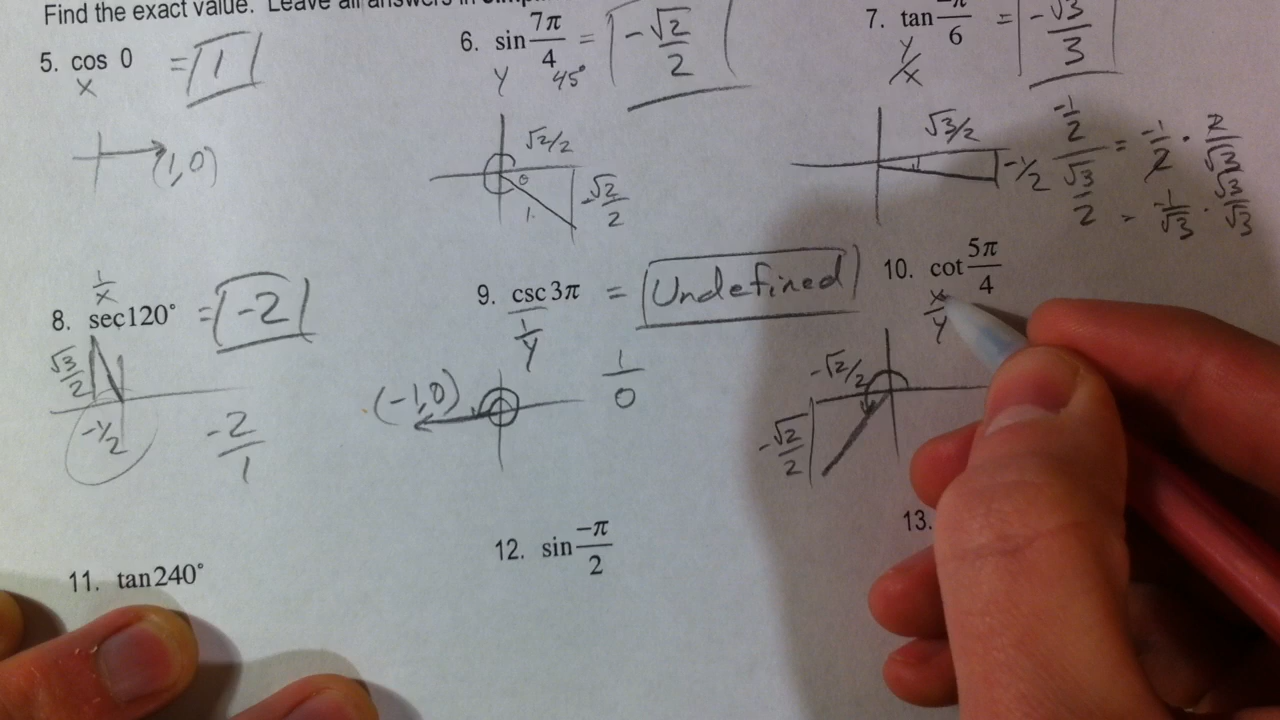 Find the exact value. Leave all answers in
5. cos 0 = 1
x
(1,0)
6. sin 7π/4 = -√2/2
y 45°
√2/2
-√2/2
1
7. tan -π/6 = -√3/3
y/x
√3/2
-1/2
-1/2 / √3/2 = -1/2 · 2/√3
= -1/√3 · √3/√3
1/x
8. sec120° = -2
√3/2
-1/2
-2/1
9. csc3π = Undefined
1/y
1/0
(-1,0)
10. cot 5π/4
x/y
-√2/2
-√2/2
11. tan240°
12. sin -π/2
13.